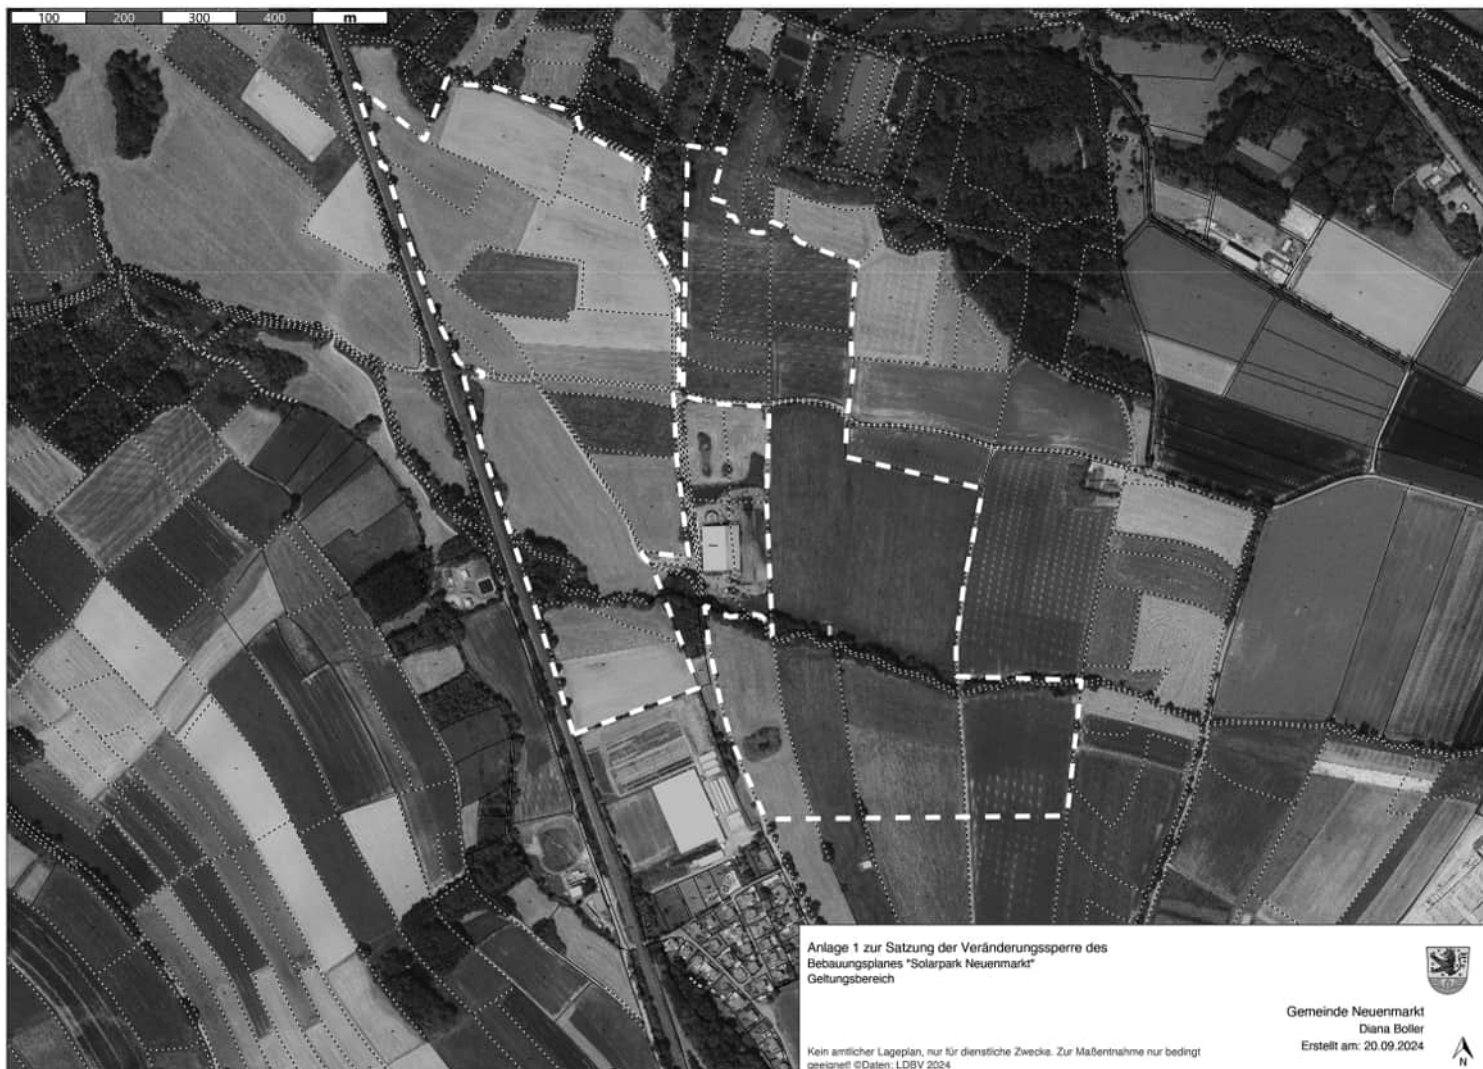 100 200 300 400 m
Anlage 1 zur Satzung der Veränderungssperre des
Bebauungsplanes "Solarpark Neuenmarkt"
Geltungsbereich
Gemeinde Neuenmarkt
Diana Boller
Erstellt am: 20.09.2024
Kein amtlicher Lageplan, nur für dienstliche Zwecke. Zur Maßentnahme nur bedingt
geeignet! ©Daten: LDBV 2024
N